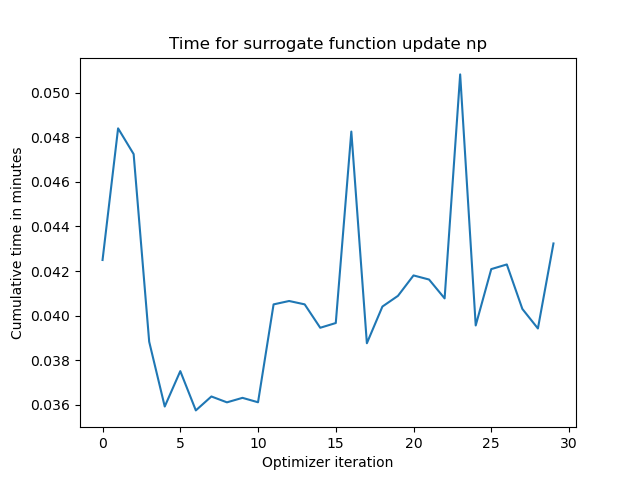 Time for surrogate function update np
Cumulative time in minutes
0.050
0.048
0.046
0.044
0.042
0.040
0.038
0.036
0 5 10 15 20 25 30
Optimizer iteration